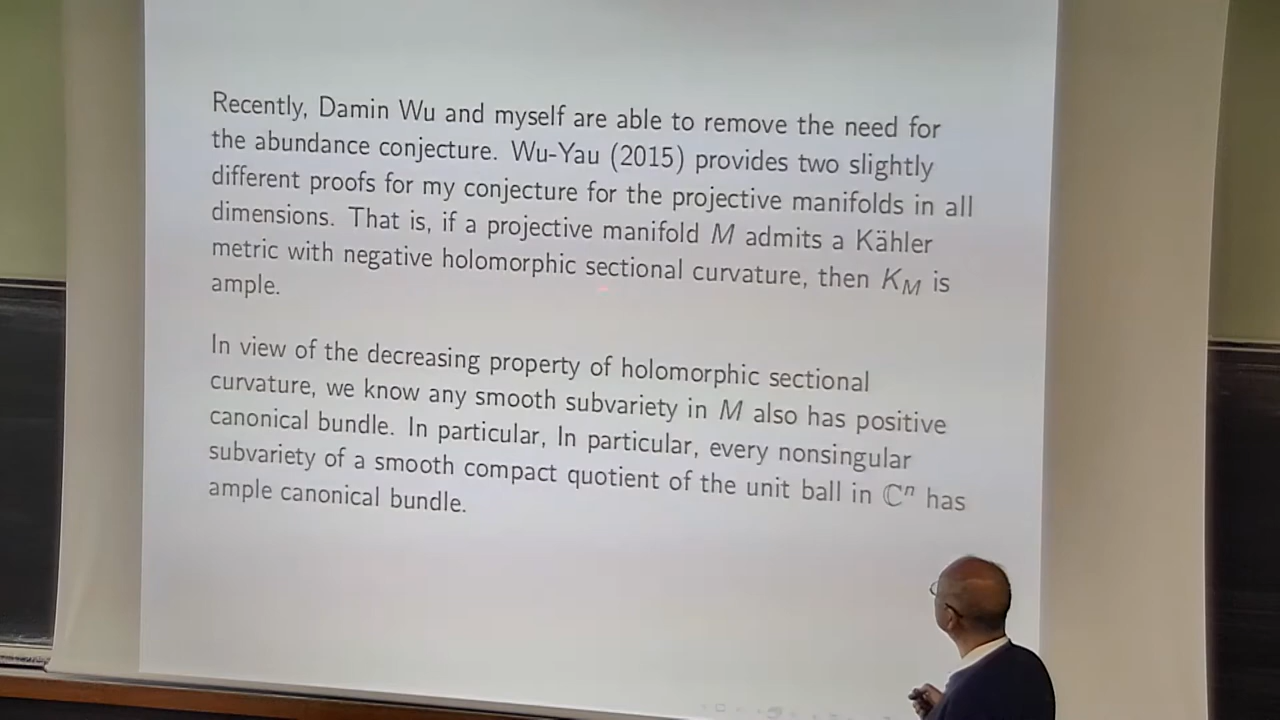 Recently, Damin Wu and myself are able to remove the need for
the abundance conjecture. Wu-Yau (2015) provides two slightly
different proofs for my conjecture for the projective manifolds in all
dimensions. That is, if a projective manifold M admits a Kähler
metric with negative holomorphic sectional curvature, then K_M is
ample.
In view of the decreasing property of holomorphic sectional
curvature, we know any smooth subvariety in M also has positive
canonical bundle. In particular, In particular, every nonsingular
subvariety of a smooth compact quotient of the unit ball in ℂⁿ has
ample canonical bundle.